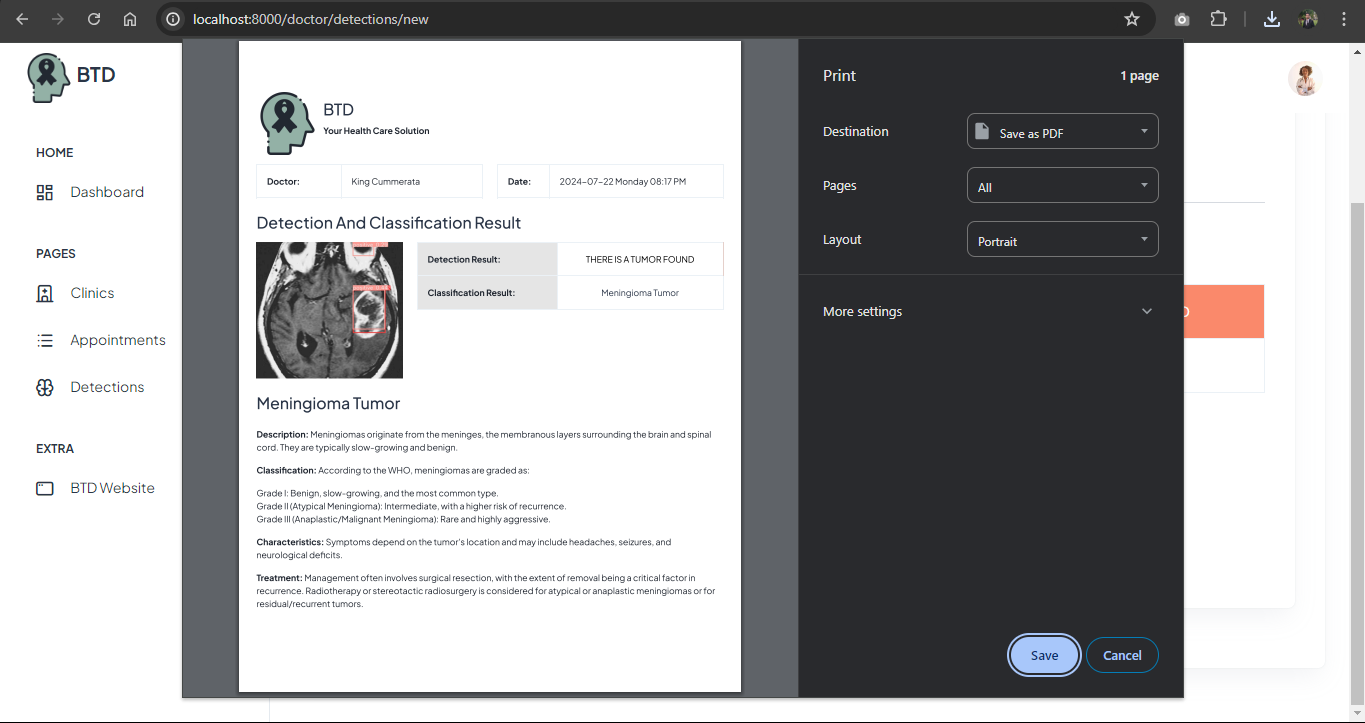 localhost:8000/doctor/detections/new
BTD
HOME
Dashboard
PAGES
Clinics
Appointments
Detections
EXTRA
BTD Website
BTD
Your Health Care Solution
Doctor: King Cummerata Date: 2024-07-22 Monday 08:17 PM
Detection And Classification Result
Detection Result: THERE IS A TUMOR FOUND
Classification Result: Meningioma Tumor
Meningioma Tumor
Description: Meningiomas originate from the meninges, the membranous layers surrounding the brain and spinal
cord. They are typically slow-growing and benign.
Classification: According to the WHO, meningiomas are graded as:
Grade I: Benign, slow-growing, and the most common type.
Grade II (Atypical Meningioma): Intermediate, with a higher risk of recurrence.
Grade III (Anaplastic/Malignant Meningioma): Rare and highly aggressive.
Characteristics: Symptoms depend on the tumor's location and may include headaches, seizures, and
neurological deficits.
Treatment: Management often involves surgical resection, with the extent of removal being a critical factor in
recurrence. Radiotherapy or stereotactic radiosurgery is considered for atypical or anaplastic meningiomas or for
residual/recurrent tumors.
Print 1 page
Destination Save as PDF
Pages All
Layout Portrait
More settings
Save Cancel